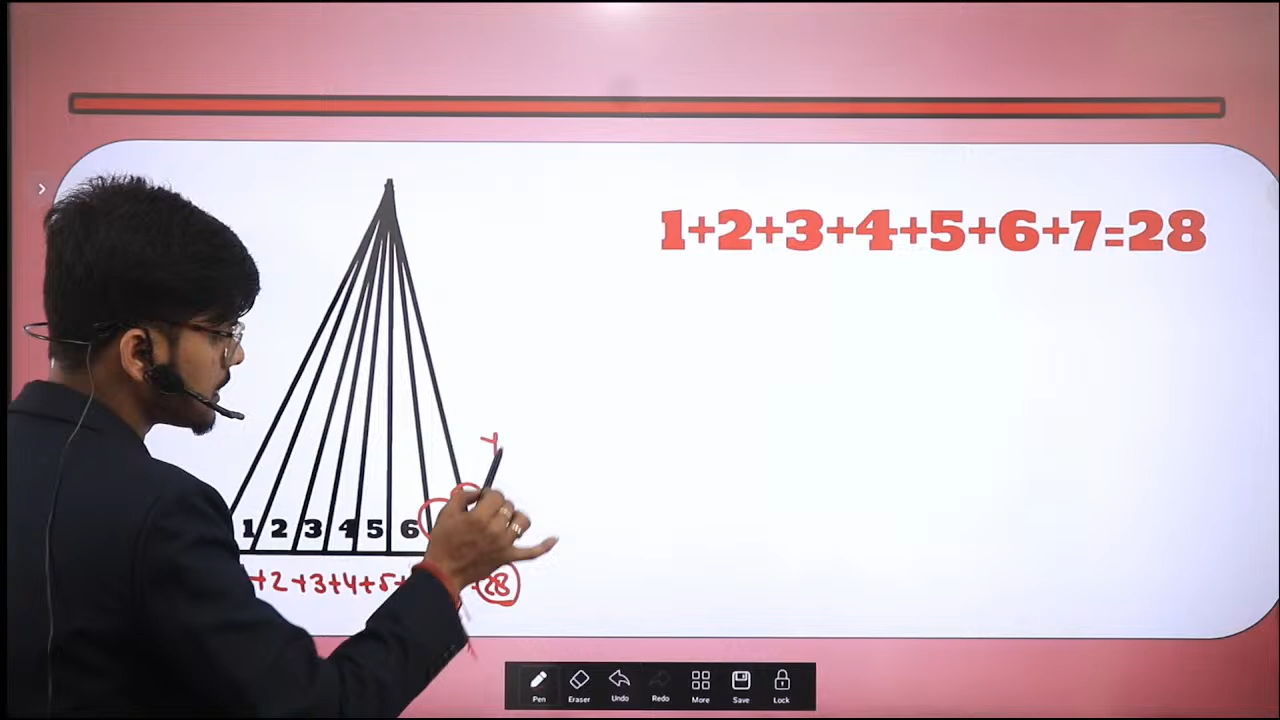 1+2+3+4+5+6+7=28
1 2 3 4 5 6
+2+3+4+5+
28
Pen Eraser Undo Redo More Save Lock